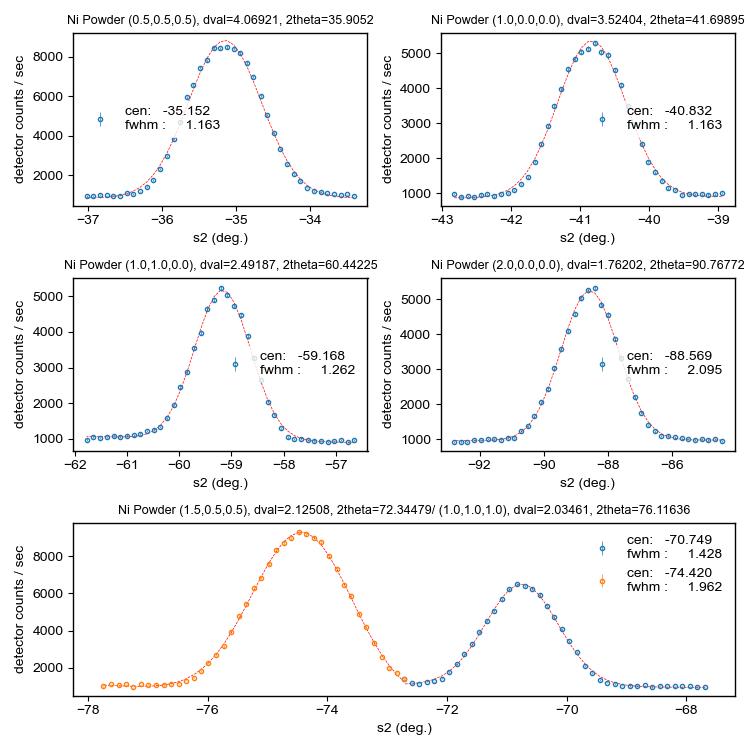 Ni Powder (0.5,0.5,0.5), dval=4.06921, 2theta=35.9052
detector counts / sec
8000
6000
4000
2000
cen: -35.152
fwhm : 1.163
−37
−36
−35
−34
s2 (deg.)
Ni Powder (1.0,0.0,0.0), dval=3.52404, 2theta=41.69895
detector counts / sec
5000
4000
3000
2000
1000
cen: -40.832
fwhm : 1.163
−43
−42
−41
−40
−39
s2 (deg.)
Ni Powder (1.0,1.0,0.0), dval=2.49187, 2theta=60.44225
detector counts / sec
5000
4000
3000
2000
1000
cen: -59.168
fwhm : 1.262
−62
−61
−60
−59
−58
−57
s2 (deg.)
Ni Powder (2.0,0.0,0.0), dval=1.76202, 2theta=90.76772
detector counts / sec
5000
4000
3000
2000
1000
cen: -88.569
fwhm : 2.095
−92
−90
−88
−86
s2 (deg.)
Ni Powder (1.5,0.5,0.5), dval=2.12508, 2theta=72.34479/ (1.0,1.0,1.0), dval=2.03461, 2theta=76.11636
detector counts / sec
8000
6000
4000
2000
cen: -70.749
fwhm : 1.428
cen: -74.420
fwhm : 1.962
−78
−76
−74
−72
−70
−68
s2 (deg.)